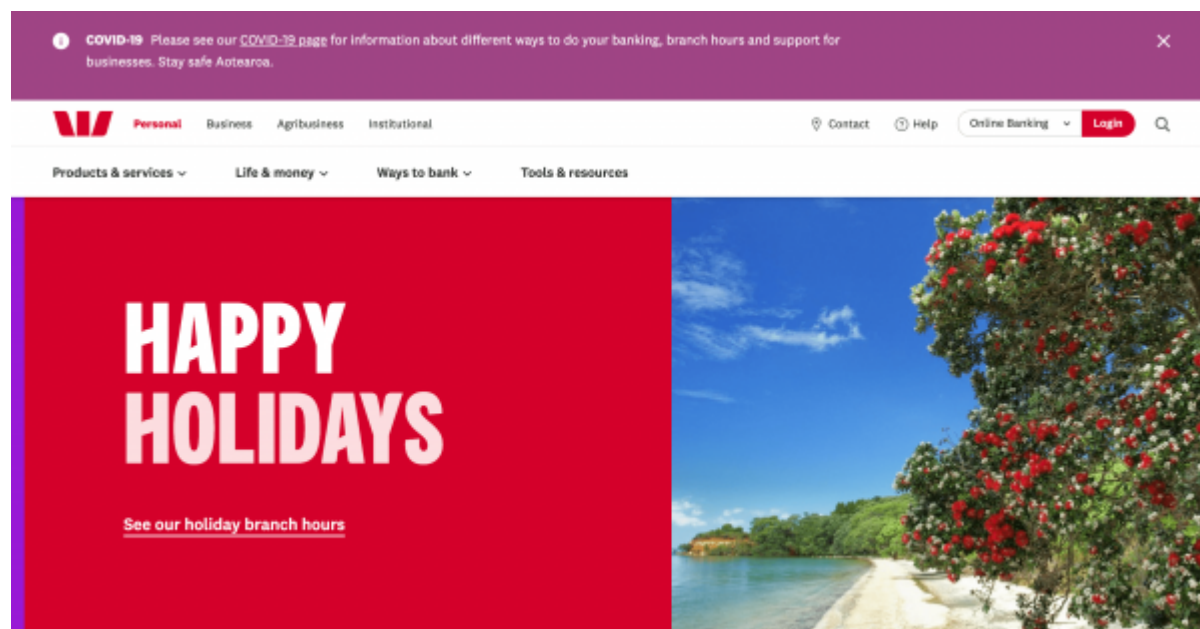 COVID-19 Please see our COVID-19 page for information about different ways to do your banking, branch hours and support for
businesses. Stay safe Aotearoa.
Personal Business Agribusiness Institutional Contact Help Online Banking Login
Products & services Life & money Ways to bank Tools & resources
HAPPY
HOLIDAYS
See our holiday branch hours